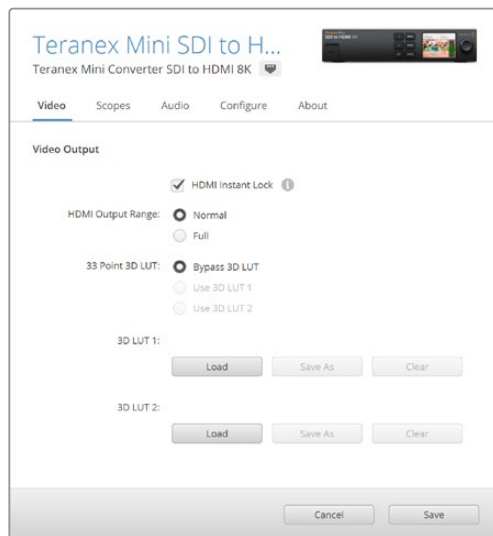 Teranex Mini SDI to H...
Teranex Mini Converter SDI to HDMI 8K
Video Scopes Audio Configure About
Video Output
HDMI Instant Lock
HDMI Output Range: Normal
Full
33 Point 3D LUT: Bypass 3D LUT
Use 3D LUT 1
Use 3D LUT 2
3D LUT 1:
Load Save As Clear
3D LUT 2:
Load Save As Clear
Cancel Save